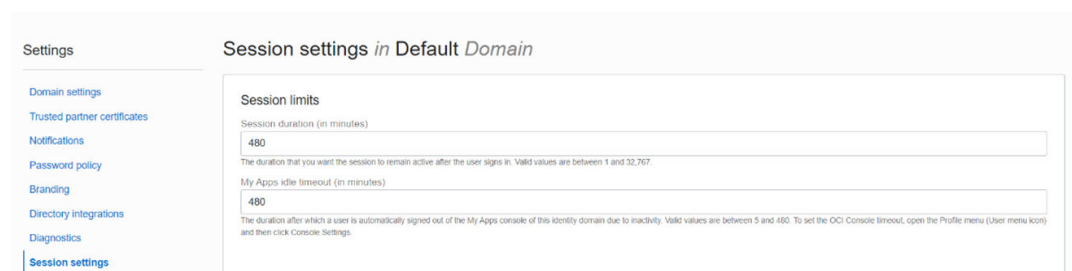 Settings
Session settings in Default Domain
Domain settings
Trusted partner certificates
Notifications
Password policy
Branding
Directory integrations
Diagnostics
Session settings
Session limits
Session duration (in minutes)
480
The duration that you want the session to remain active after the user signs in. Valid values are between 1 and 32,767.
My Apps idle timeout (in minutes)
480
The duration after which a user is automatically signed out of the My Apps console of this identity domain due to inactivity. Valid values are between 5 and 480. To set the OCI Console timeout, open the Profile menu (User menu icon)
and then click Console Settings.